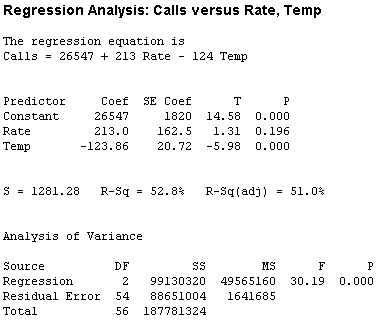 Regression Analysis: Calls versus Rate, Temp
The regression equation is
Calls = 26547 + 213 Rate - 124 Temp
Predictor Coef SE Coef T P
Constant 26547 1820 14.58 0.000
Rate 213.0 162.5 1.31 0.196
Temp -123.86 20.72 -5.98 0.000
S = 1281.28 R-Sq = 52.8% R-Sq(adj) = 51.0%
Analysis of Variance
Source DF SS MS F P
Regression 2 99130320 49565160 30.19 0.000
Residual Error 54 88651004 1641685
Total 56 187781324